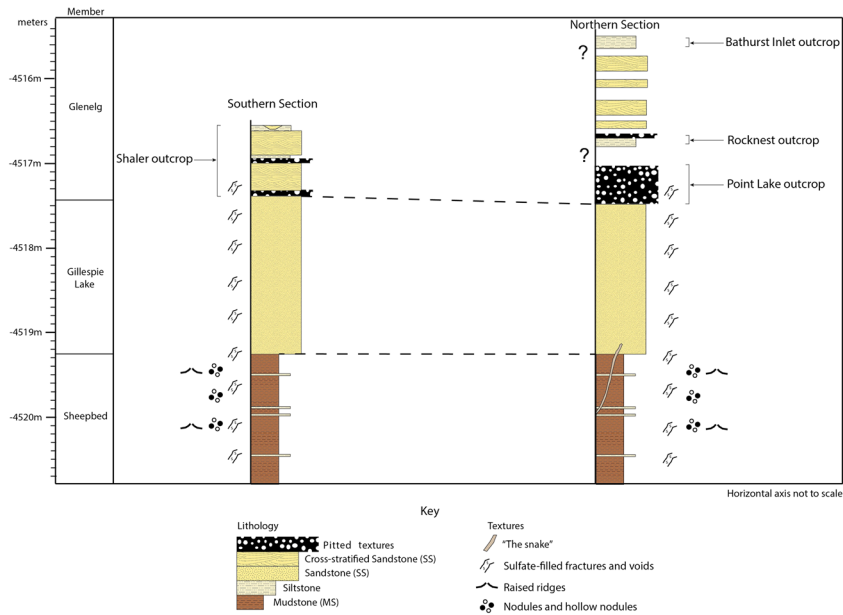 Member
meters
Northern Section
Bathurst Inlet outcrop
?
-4516m
Glenelg
Southern Section
Rocknest outcrop
Shaler outcrop
?
-4517m
Point Lake outcrop
-4518m
Gillespie
Lake
-4519m
Sheepbed
-4520m
Horizontal axis not to scale
Key
Lithology
Pitted textures
Cross-stratified Sandstone (SS)
Sandstone (SS)
Siltstone
Mudstone (MS)
Textures
“The snake”
Sulfate-filled fractures and voids
Raised ridges
Nodules and hollow nodules